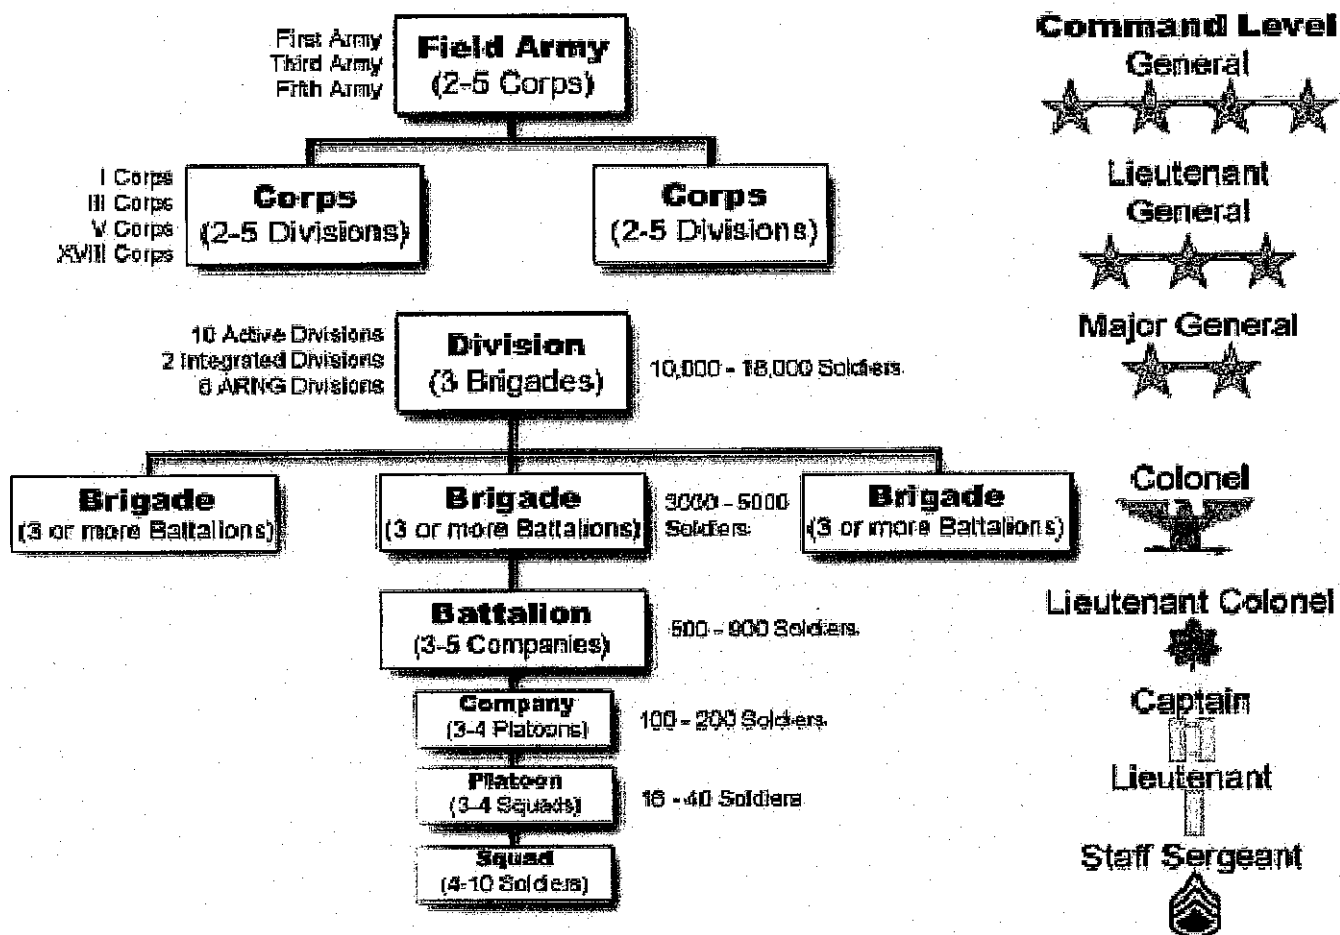 First Army
Third Army
Fifth Army
Field Army
(2-5 Corps)
Command Level
General
I Corps
III Corps
V Corps
XVIII Corps
Corps
(2-5 Divisions)
Corps
(2-5 Divisions)
Lieutenant
General
10 Active Divisions
2 Integrated Divisions
6 ARNG Divisions
Division
(3 Brigades)
10,000 - 18,000 Soldiers
Major General
Brigade
(3 or more Battalions)
Brigade
(3 or more Battalions)
3000 - 5000
Soldiers
Brigade
(3 or more Battalions)
Colonel
Battalion
(3-5 Companies)
500 - 900 Soldiers
Lieutenant Colonel
Company
(3-4 Platoons)
100 - 200 Soldiers
Captain
Platoon
(3-4 Squads)
16 - 40 Soldiers
Lieutenant
Squad
(4-10 Soldiers)
Staff Sergeant